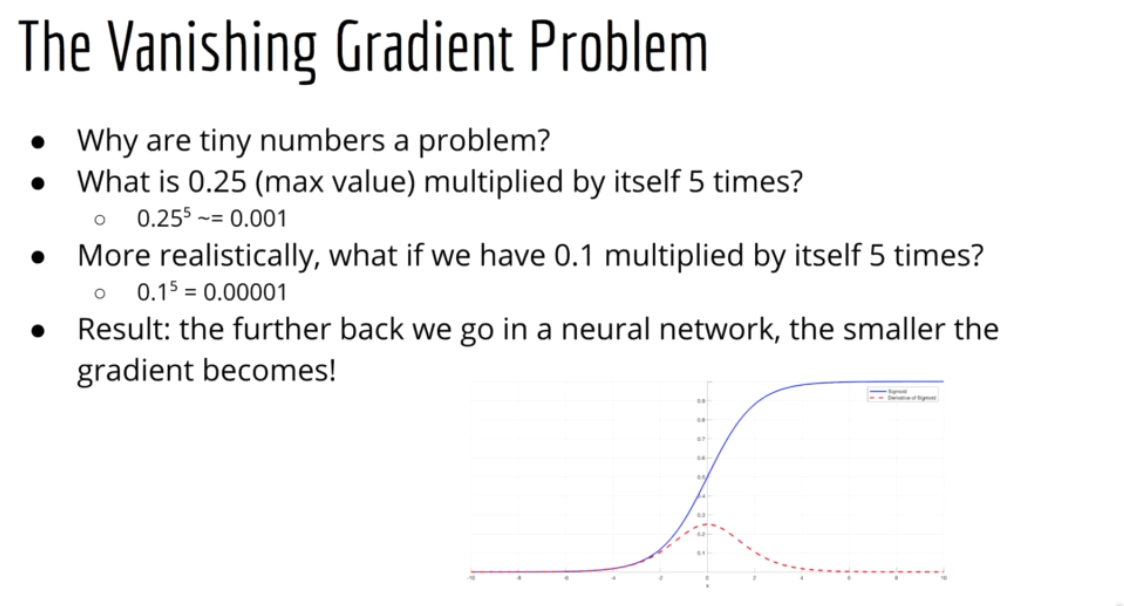 The Vanishing Gradient Problem
● Why are tiny numbers a problem?
● What is 0.25 (max value) multiplied by itself 5 times?
○ 0.25⁵ ~= 0.001
● More realistically, what if we have 0.1 multiplied by itself 5 times?
○ 0.1⁵ = 0.00001
● Result: the further back we go in a neural network, the smaller the
gradient becomes!
Sigmoid
Derivative of Sigmoid
0.9
0.8
0.7
0.6
0.5
0.4
0.3
0.2
0.1
-10 -8 -6 -4 -2 0 2 4 6 8 10
x